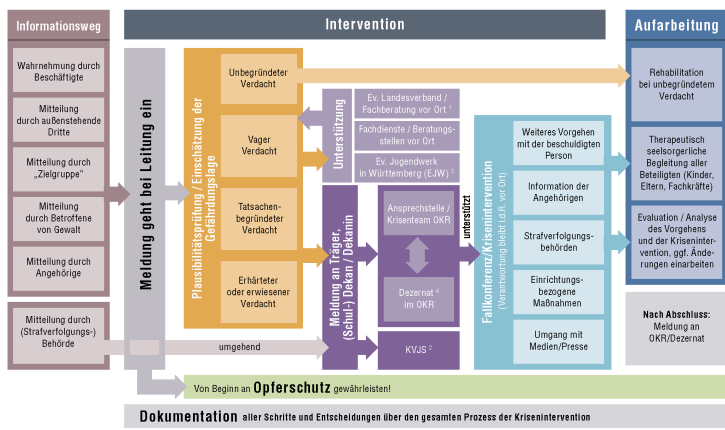 Informationsweg
Wahrnehmung durch
Beschäftigte
Mitteilung
durch außenstehende
Dritte
Mitteilung durch
„Zielgruppe“
Mitteilung
durch Betroffene
von Gewalt
Mitteilung durch
Angehörige
Mitteilung durch
(Strafverfolgungs-)
Behörde
Intervention
Meldung geht bei Leitung ein
Plausibilitätsprüfung / Einschätzung der
Gefährdungslage
Unbegründeter
Verdacht
Vager
Verdacht
Tatsachen-
begründeter
Verdacht
Erhärteter
oder erwiesener
Verdacht
umgehend
Unterstützung
Ev. Landesverband /
Fachberatung vor Ort 1
Fachdienste / Beratungs-
stellen vor Ort
Ev. Jugendwerk
in Württemberg (EJW) 3
Meldung an Träger,
(Schul-) Dekan / Dekanin
Ansprechstelle /
Krisenteam OKR
Dezernat 4
im OKR
KVJS 2
unterstützt
Fallkonferenz/Krisenintervention
(Verantwortung bleibt i.d.R. vor Ort)
Weiteres Vorgehen
mit der beschuldigten
Person
Information der
Angehörigen
Strafverfolgungs-
behörden
Einrichtungs-
bezogene
Maßnahmen
Umgang mit
Medien/Presse
Aufarbeitung
Rehabilitation
bei unbegründetem
Verdacht
Therapeutisch
seelsorgerliche
Begleitung aller
Beteiligten (Kinder,
Eltern, Fachkräfte)
Evaluation / Analyse
des Vorgehens
und der Kriseninter-
vention, ggf. Ände-
rungen einarbeiten
Nach Abschluss:
Meldung an
OKR/Dezernat
Von Beginn an Opferschutz gewährleisten!
Dokumentation aller Schritte und Entscheidungen über den gesamten Prozess der Krisenintervention